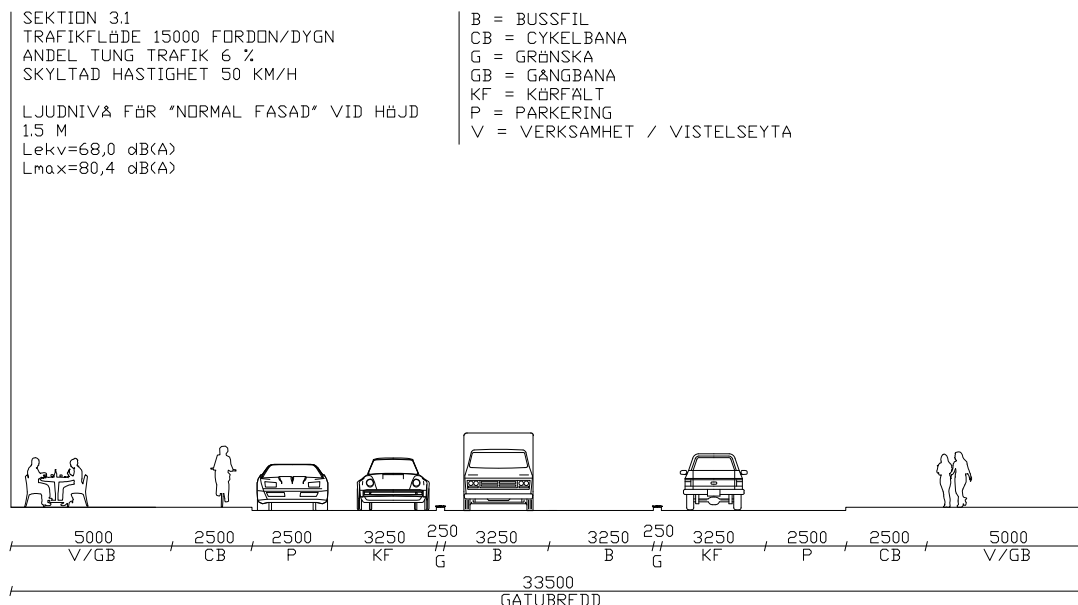 SEKTION 3.1
TRAFIKFLÖDE 15000 FORDON/DYGN
ANDEL TUNG TRAFIK 6 %
SKYLTAD HASTIGHET 50 KM/H
LJUDNIVÅ FÖR "NORMAL FASAD" VID HÖJD
1.5 M
Lekv=68,0 dB(A)
Lmax=80,4 dB(A)
B = BUSSFIL
CB = CYKELBANA
G = GRÖNSKA
GB = GÅNGBANA
KF = KÖRFÄLT
P = PARKERING
V = VERKSAMHET / VISTELSEYTA
5000 2500 2500 3250 250 3250 3250 250 3250 2500 2500 5000
V/GB CB P KF G B B G KF P CB V/GB
33500
GATUBREDD